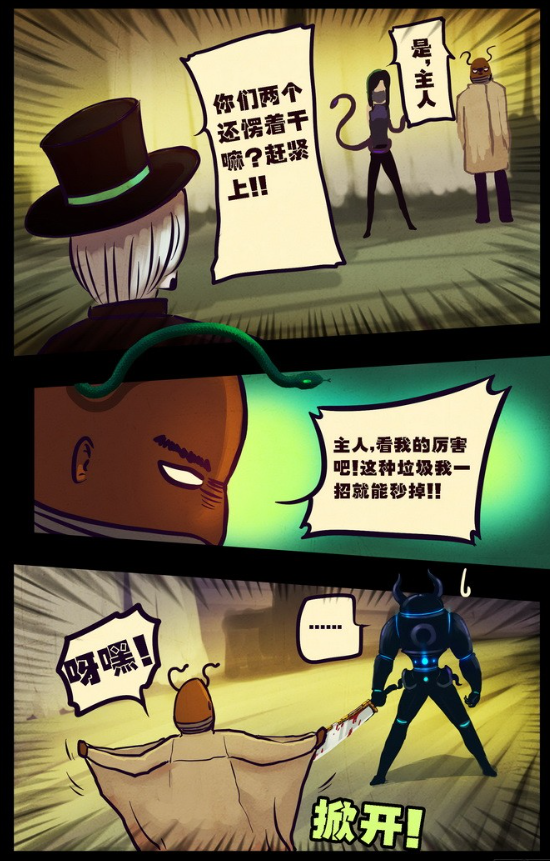 是，主人
你们两个
还愣着干
嘛？赶紧
上!!
主人，看我的厉害
吧！这种垃圾我一
招就能秒掉!!
……
呀嘿！
掀开！